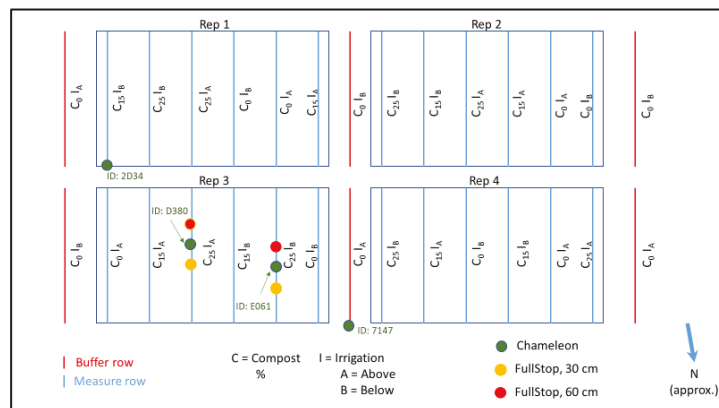 Rep 1
Rep 2
C0 IA
C15 IB
C25 IB
C25 IA
C0 IB
C0 IA
C15 IA
C0 IB
C25 IB
C15 IB
C25 IA
C15 IA
C0 IA
C0 IB
C0 IB
ID: 2D34
Rep 3
Rep 4
ID: D380
C0 IB
C0 IA
C15 IA
C25 IA
C15 IB
C25 IB
C0 IB
C0 IA
C25 IB
C15 IA
C0 IB
C15 IB
C0 IA
C25 IA
C0 IA
ID: E061
ID: 7147
Buffer row
Measure row
C = Compost
%
I = Irrigation
A = Above
B = Below
Chameleon
FullStop, 30 cm
FullStop, 60 cm
N
(approx.)